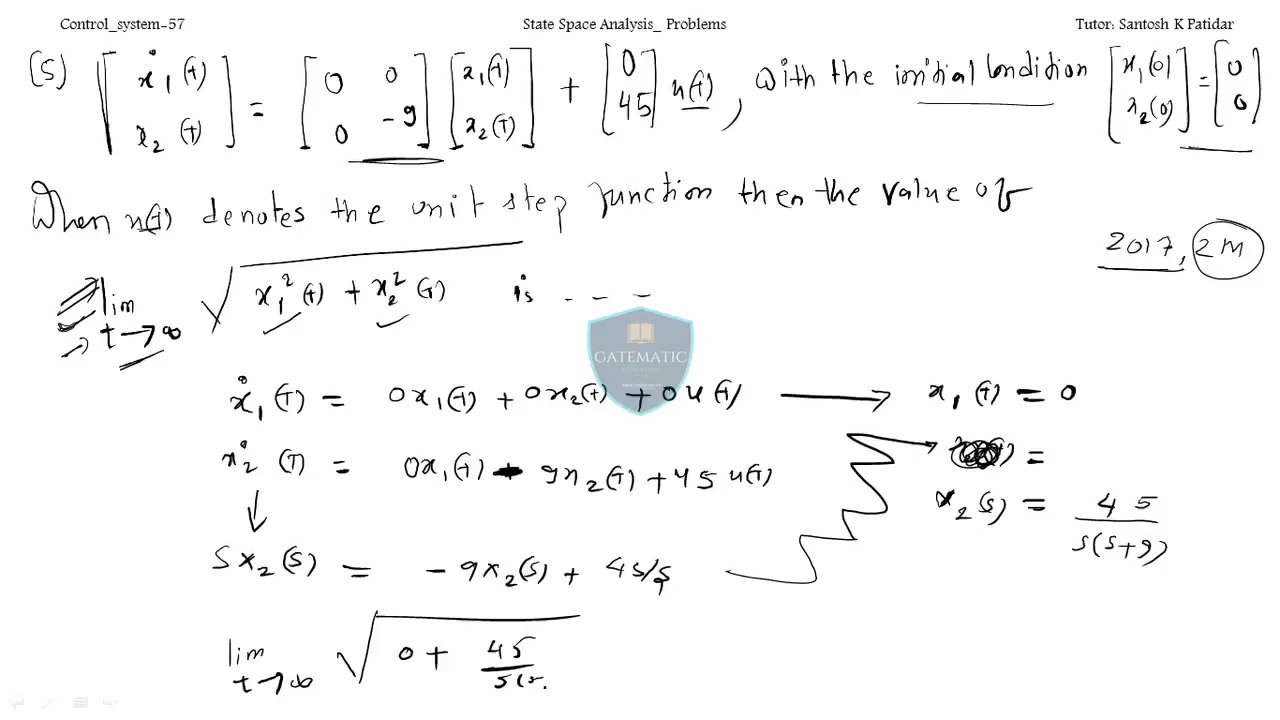 Control_system-57 State Space Analysis_ Problems Tutor: Santosh K Patidar
(5) [ẋ1(t) ẋ2(t)] = [0 0 0 -9] [x1(t) x2(t)] + [0 45] u(t), with the initial condition [x1(0) x2(0)] = [0 0]
When u(t) denotes the unit step function then the value of
2017, 2M
lim t→∞ √x1²(t) + x2²(t) is - - -
GATEMATIC
ẋ1(t) = 0x1(t) + 0x2(t) + 0u(t) → x1(t) = 0
ẋ2(t) = 0x1(t) - 9x2(t) + 45u(t) =
x2(s) = 45/s(s+9)
Sx2(s) = -9x2(s) + 45/s
lim t→∞ √0 + 45/s(s.